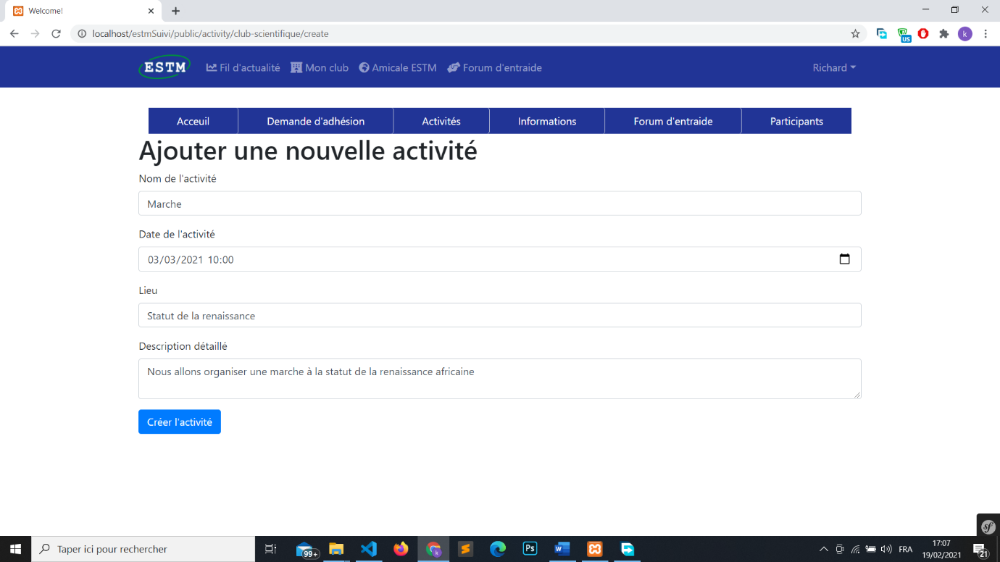 Welcome!
localhost/estmSuivi/public/activity/club-scientifique/create
US
k
ESTM Fil d'actualité Mon club Amicale ESTM Forum d'entraide Richard
Acceuil Demande d'adhésion Activités Informations Forum d'entraide Participants
Ajouter une nouvelle activité
Nom de l'activité
Marche
Date de l'activité
03/03/2021 10:00
Lieu
Statut de la renaissance
Description détaillé
Nous allons organiser une marche à la statut de la renaissance africaine
Créer l'activité
sf
Taper ici pour rechercher
99+
k
Ps
W
FRA
17:07
19/02/2021
21